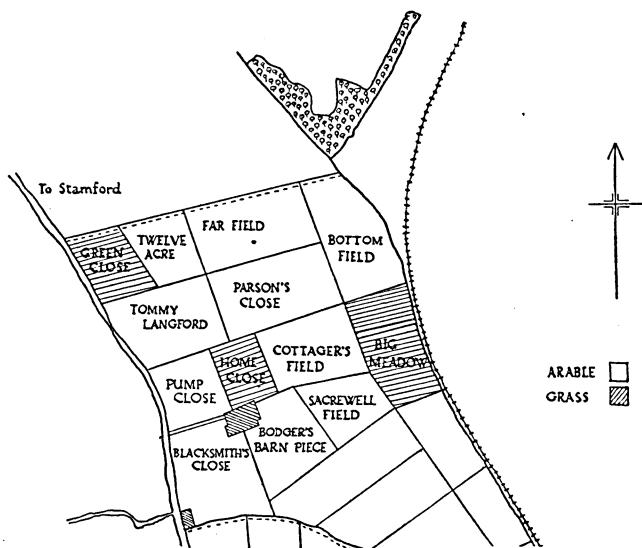 To Stamford
GREEN
CLOSE
TWELVE
ACRE
FAR FIELD
BOTTOM
FIELD
TOMMY
LANGFORD
PARSON'S
CLOSE
PUMP
CLOSE
HOME
CLOSE
COTTAGER'S
FIELD
BIG
MEADOW
BLACKSMITH'S
CLOSE
BODGER'S
BARN PIECE
SACREWELL
FIELD
ARABLE
GRASS